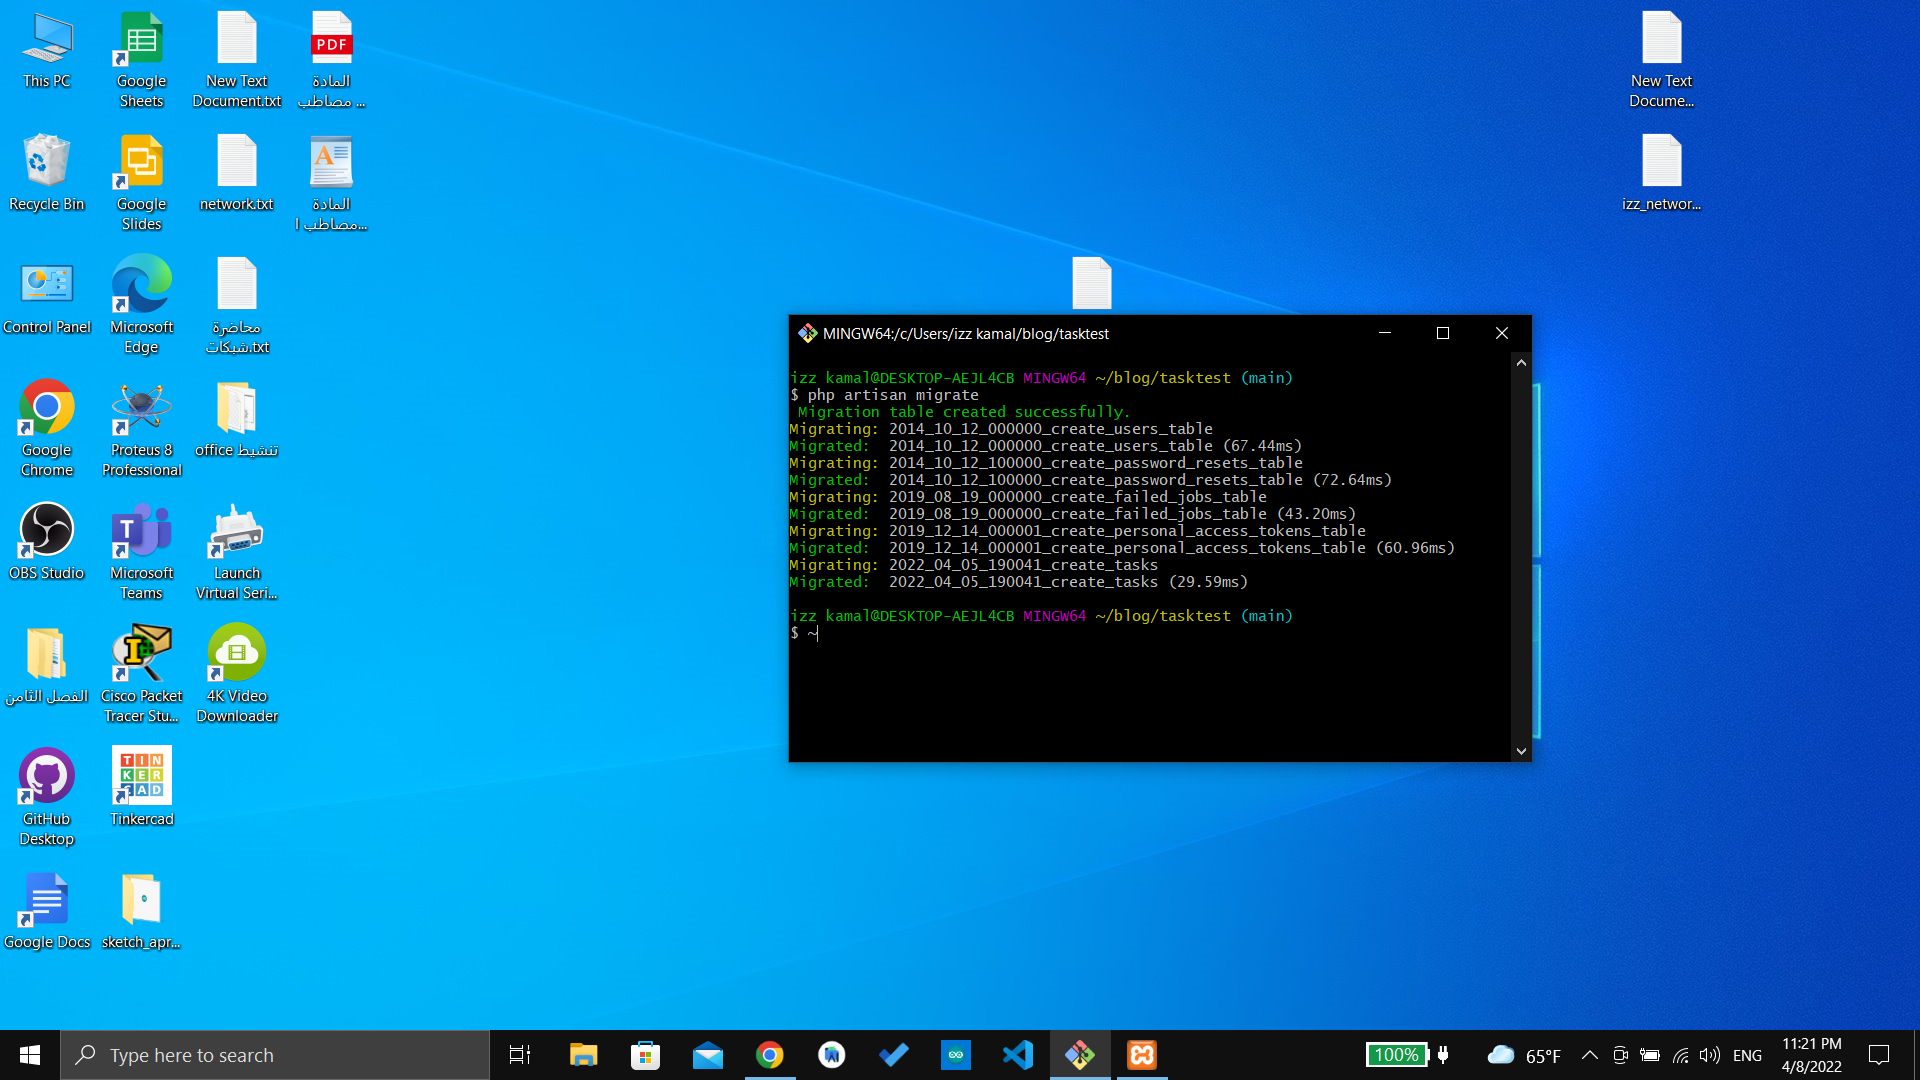 This PC
Google
Sheets
New Text
Document.txt
PDF
المادة
مصاطب ...
Recycle Bin
Google
Slides
network.txt
المادة
مصاطب ا...
Control Panel
Microsoft
Edge
محاضرة
شبكات.txt
Google
Chrome
Proteus 8
Professional
تنشيط office
OBS Studio
Microsoft
Teams
Launch
Virtual Seri...
الفصل الثامن
Cisco Packet
Tracer Stu...
4K Video
Downloader
GitHub
Desktop
TIN
KER
CAD
Tinkercad
Google Docs
sketch_apr...
New Text
Docume...
izz_networ...
MINGW64:/c/Users/izz kamal/blog/tasktest
izz kamal@DESKTOP-AEJL4CB MINGW64 ~/blog/tasktest (main)
$ php artisan migrate
Migration table created successfully.
Migrating: 2014_10_12_000000_create_users_table
Migrated:  2014_10_12_000000_create_users_table (67.44ms)
Migrating: 2014_10_12_100000_create_password_resets_table
Migrated:  2014_10_12_100000_create_password_resets_table (72.64ms)
Migrating: 2019_08_19_000000_create_failed_jobs_table
Migrated:  2019_08_19_000000_create_failed_jobs_table (43.20ms)
Migrating: 2019_12_14_000001_create_personal_access_tokens_table
Migrated:  2019_12_14_000001_create_personal_access_tokens_table (60.96ms)
Migrating: 2022_04_05_190041_create_tasks
Migrated:  2022_04_05_190041_create_tasks (29.59ms)
izz kamal@DESKTOP-AEJL4CB MINGW64 ~/blog/tasktest (main)
$ ~
Type here to search
100%
65°F
ENG
11:21 PM
4/8/2022